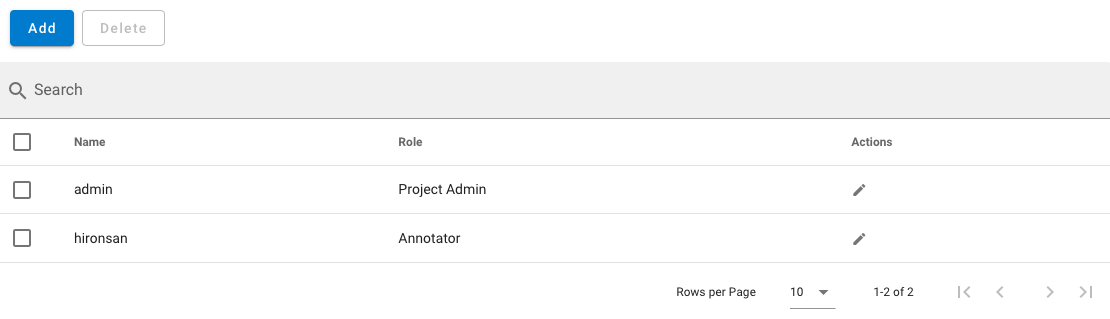 Add Delete
Search
Name Role Actions
admin Project Admin
hironsan Annotator
Rows per Page 10 1-2 of 2